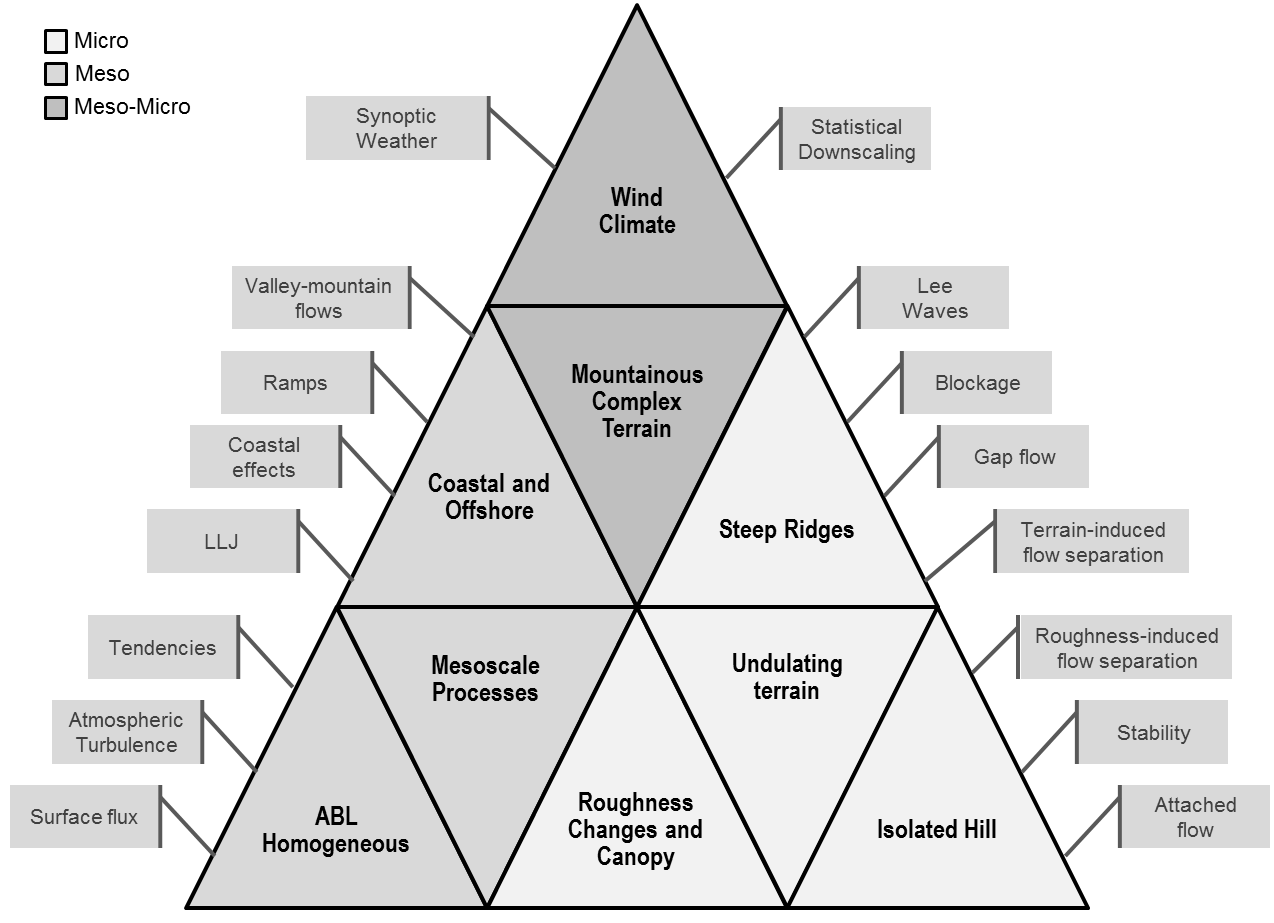 Micro
Meso
Meso-Micro
Synoptic
Weather
Statistical
Downscaling
Wind
Climate
Valley-mountain
flows
Lee
Waves
Ramps
Mountainous
Complex
Terrain
Blockage
Coastal
effects
Coastal and
Offshore
Gap flow
LLJ
Steep Ridges
Terrain-induced
flow separation
Tendencies
Mesoscale
Processes
Undulating
terrain
Roughness-induced
flow separation
Atmospheric
Turbulence
Stability
Surface flux
ABL
Homogeneous
Roughness
Changes and
Canopy
Isolated Hill
Attached
flow